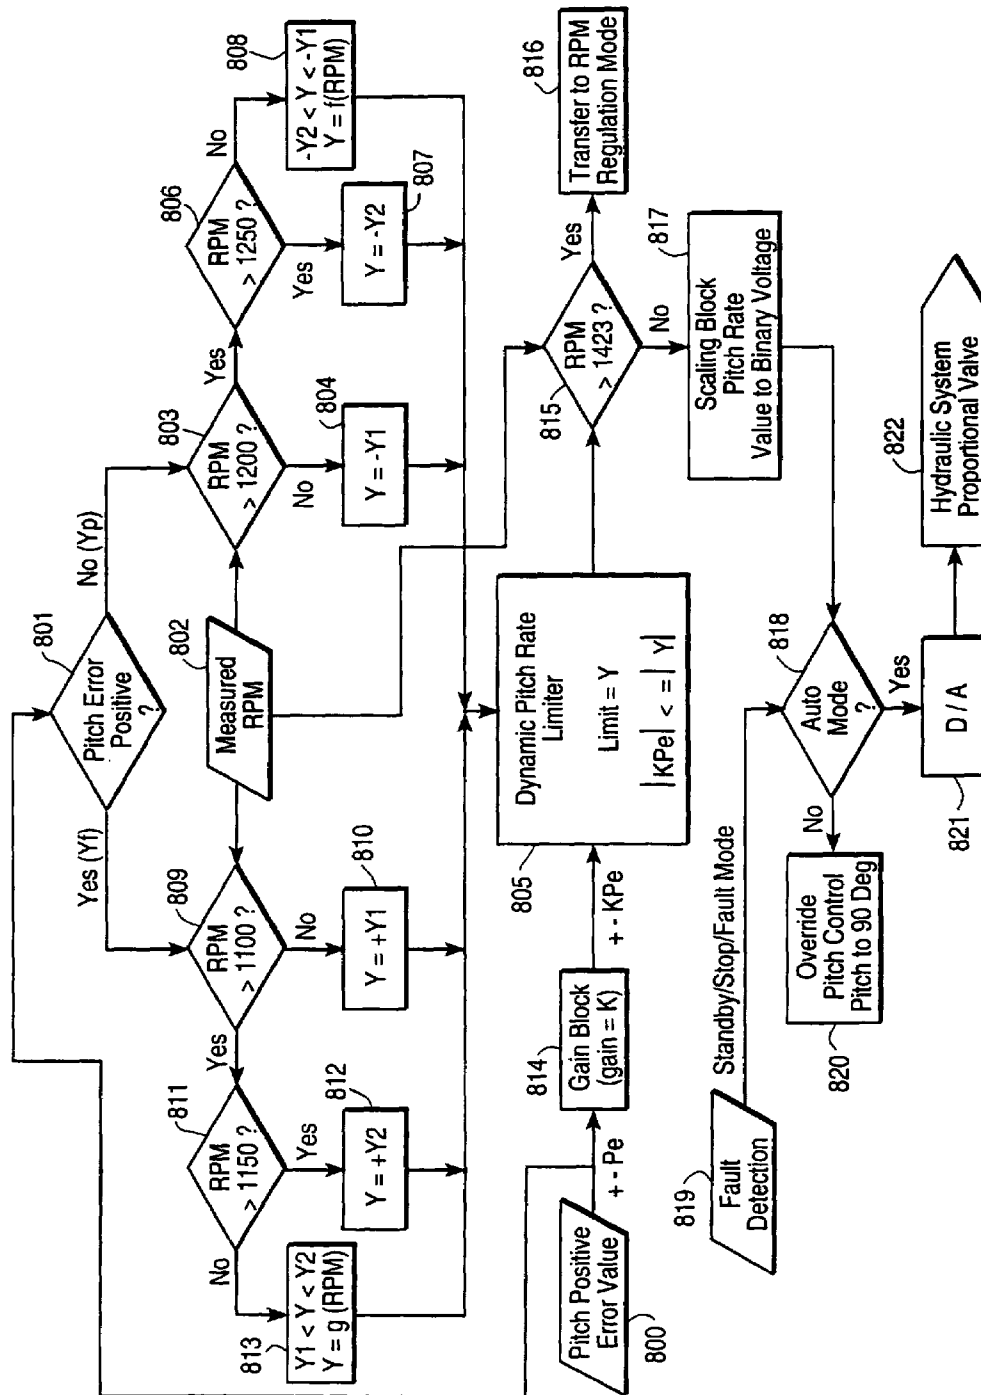 801
Pitch Error
Positive
?
Yes (Yf)
No (Yp)
802
Measured
RPM
803
RPM
> 1200 ?
Yes
No
804
Y = -Y1
806
RPM
> 1250 ?
No
Yes
807
Y = -Y2
808
-Y2 < Y < -Y1
Y = f(RPM)
809
RPM
> 1100 ?
No
Yes
810
Y = +Y1
811
RPM
> 1150 ?
Yes
No
812
Y = +Y2
813
Y1 < Y < Y2
Y = g (RPM)
800
Pitch Positive
Error Value
+ - Pe
814
Gain Block
(gain = K)
+ - KPe
805
Dynamic Pitch Rate
Limiter
Limit = Y
|KPe| < = | Y|
815
RPM
> 1423 ?
Yes
No
816
Transfer to RPM
Regulation Mode
817
Scaling Block
Pitch Rate
Value to Binary Voltage
819
Fault
Detection
Standby/Stop/Fault Mode
818
Auto
Mode
?
No
Yes
820
Override
Pitch Control
Pitch to 90 Deg
821
D / A
822
Hydraulic System
Proportional Valve